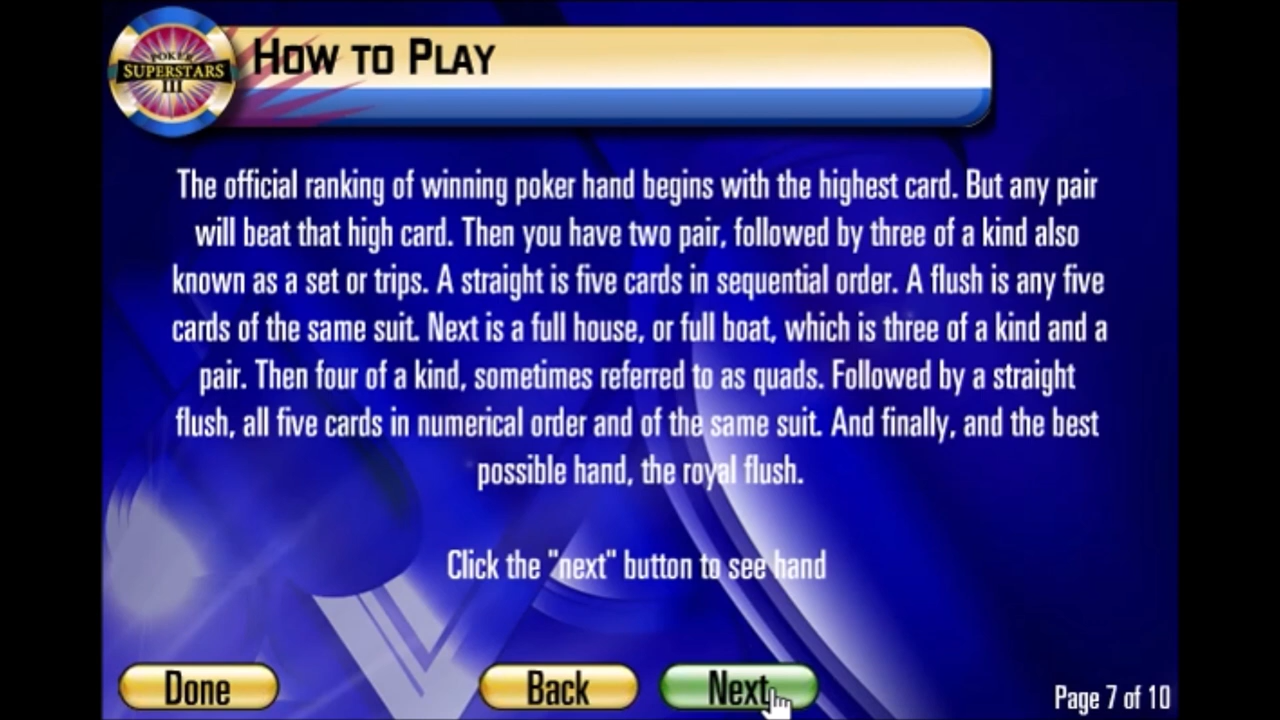 POKER
SUPERSTARS
III
HOW TO PLAY
The official ranking of winning poker hand begins with the highest card. But any pair
will beat that high card. Then you have two pair, followed by three of a kind also
known as a set or trips. A straight is five cards in sequential order. A flush is any five
cards of the same suit. Next is a full house, or full boat, which is three of a kind and a
pair. Then four of a kind, sometimes referred to as quads. Followed by a straight
flush, all five cards in numerical order and of the same suit. And finally, and the best
possible hand, the royal flush.
Click the "next" button to see hand
Done
Back
Next
Page 7 of 10